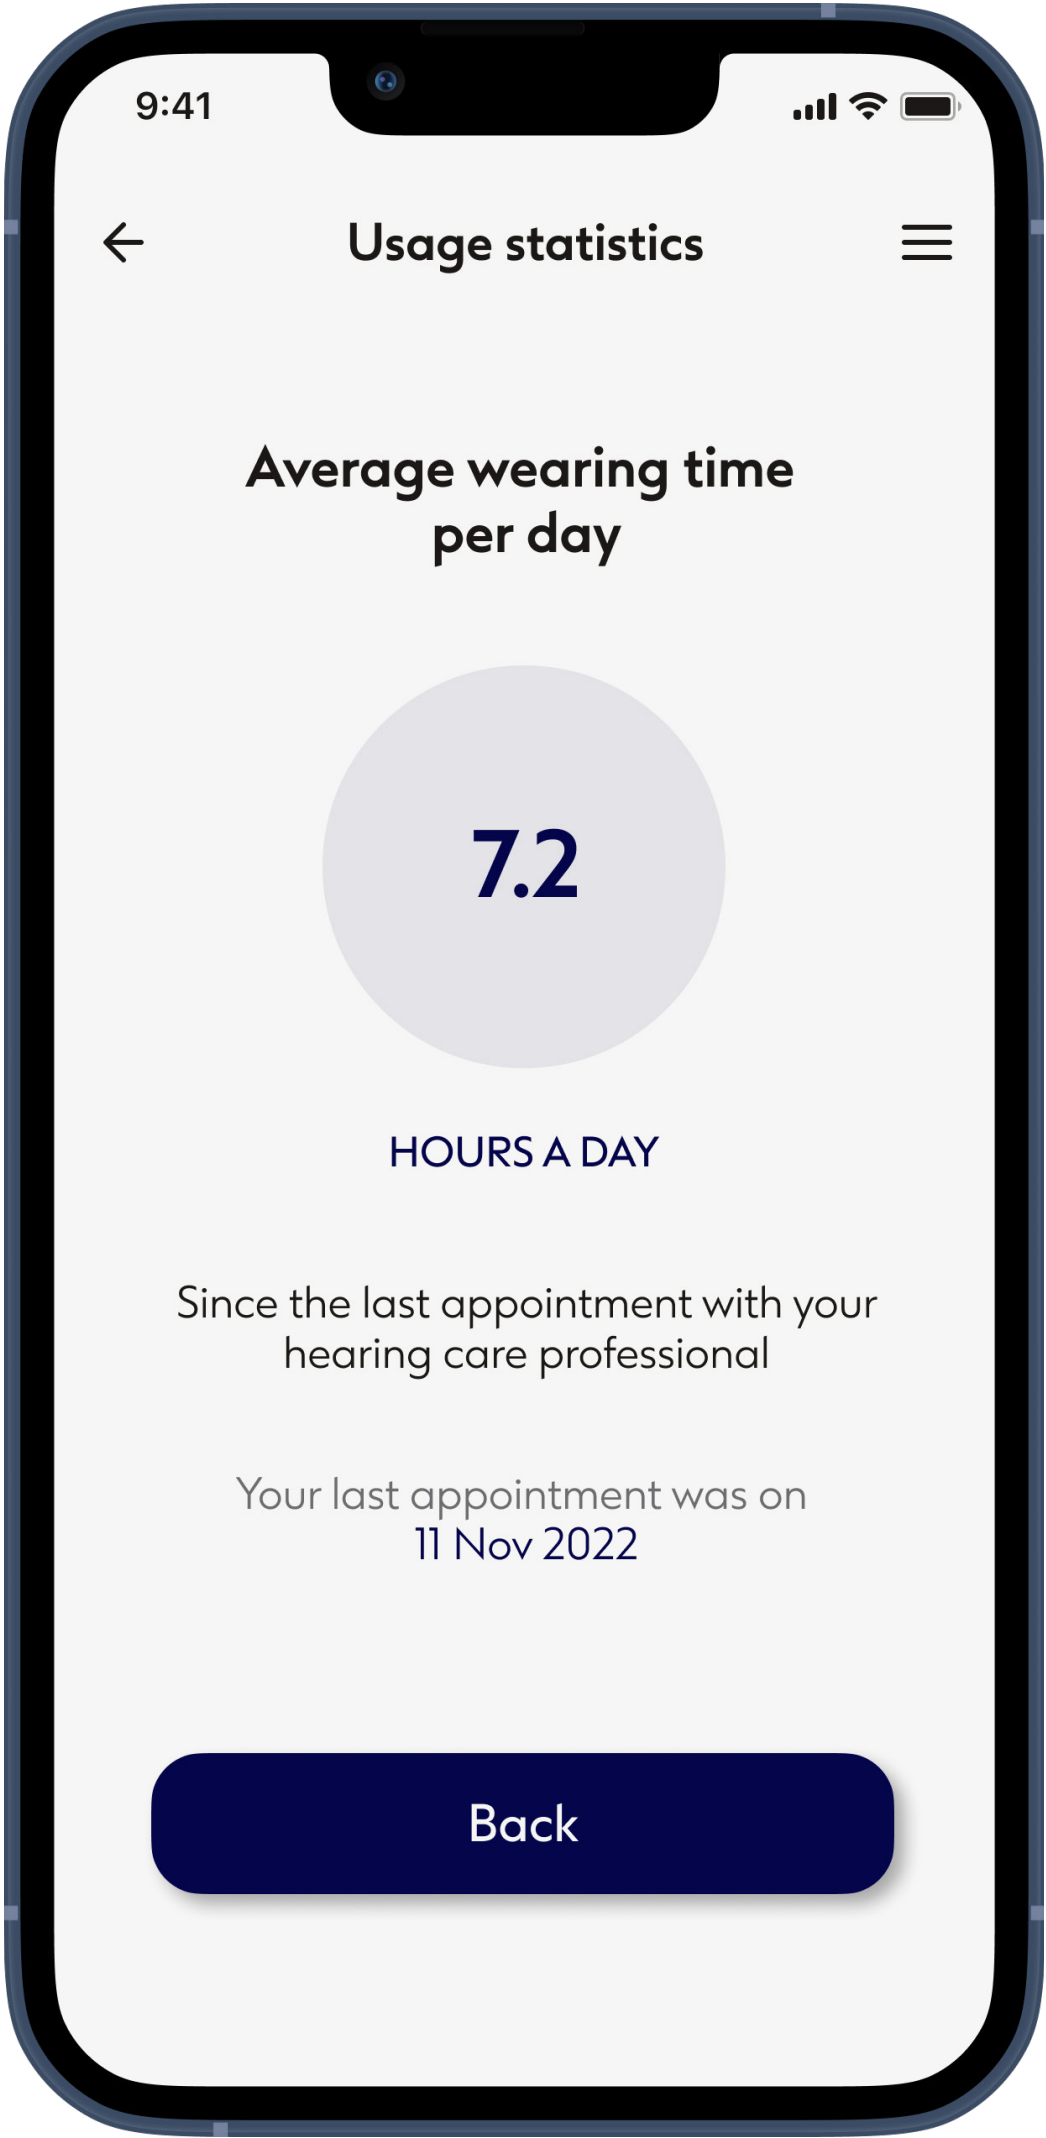 9:41
Usage statistics
Average wearing time
per day
7.2
HOURS A DAY
Since the last appointment with your
hearing care professional
Your last appointment was on
11 Nov 2022
Back